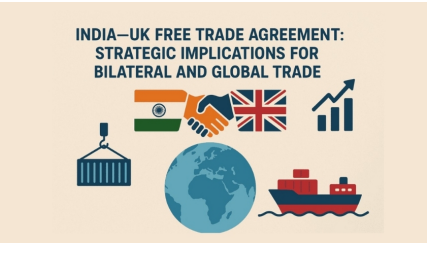 INDIA—UK FREE TRADE AGREEMENT:
STRATEGIC IMPLICATIONS FOR
BILATERAL AND GLOBAL TRADE